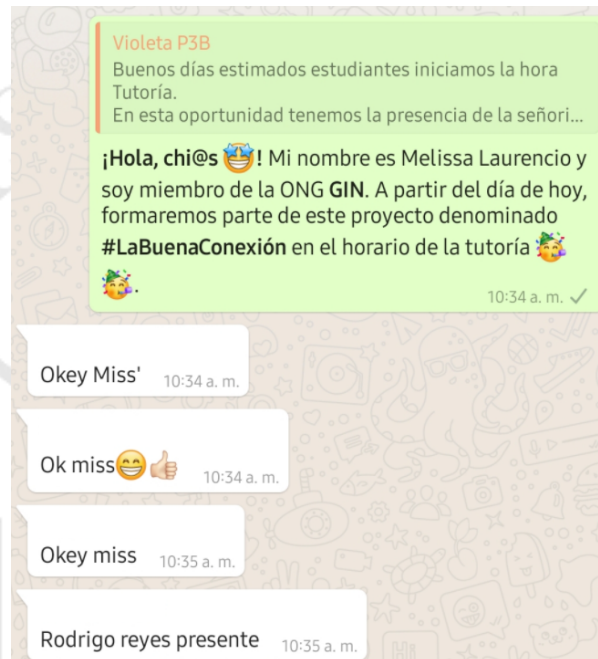 Violeta P3B
Buenos días estimados estudiantes iniciamos la hora
Tutoría.
En esta oportunidad tenemos la presencia de la señori...
¡Hola, chi@s 🤩! Mi nombre es Melissa Laurencio y
soy miembro de la ONG GIN. A partir del día de hoy,
formaremos parte de este proyecto denominado
#LaBuenaConexión en el horario de la tutoría 🥳
🥳.
10:34 a. m.
Okey Miss' 10:34 a. m.
Ok miss😁👍🏻 10:34 a. m.
Okey miss 10:35 a. m.
Rodrigo reyes presente 10:35 a. m.